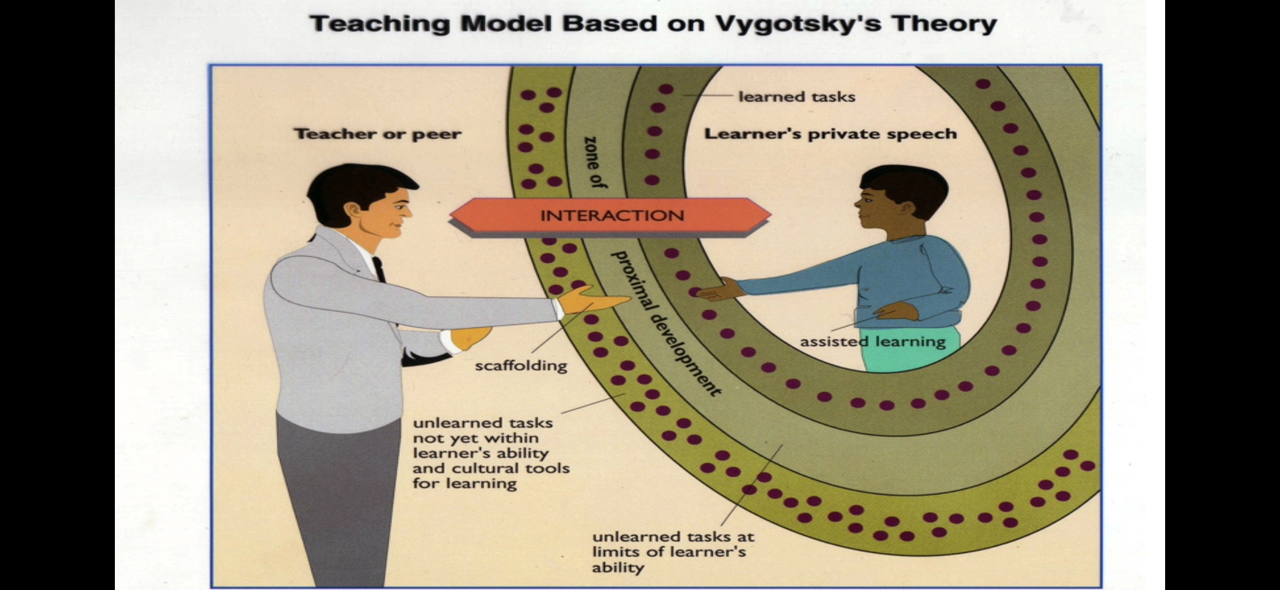 Teaching Model Based on Vygotsky's Theory
learned tasks
Teacher or peer
Learner's private speech
zone of
INTERACTION
proximal development
assisted learning
scaffolding
unlearned tasks
not yet within
learner's ability
and cultural tools
for learning
unlearned tasks at
limits of learner's
ability